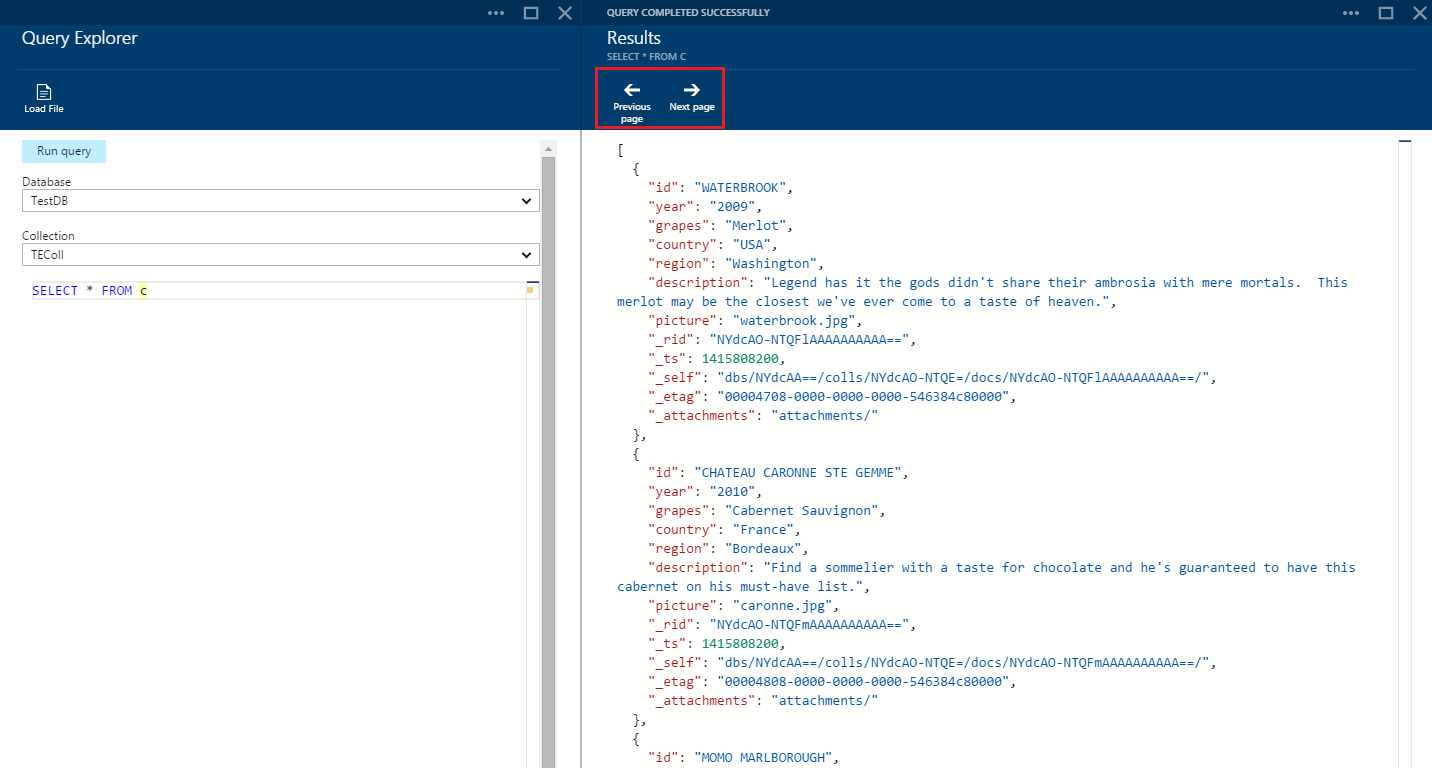 Query Explorer
Load File
Run query
Database
TestDB
Collection
TEColl
SELECT * FROM c
QUERY COMPLETED SUCCESSFULLY
Results
SELECT * FROM C
Previous
page
Next page
[
{
"id": "WATERBROOK",
"year": "2009",
"grapes": "Merlot",
"country": "USA",
"region": "Washington",
"description": "Legend has it the gods didn't share their ambrosia with mere mortals.  This
merlot may be the closest we've ever come to a taste of heaven.",
"picture": "waterbrook.jpg",
"_rid": "NYdcAO-NTQFlAAAAAAAAAA==",
"_ts": 1415808200,
"_self": "dbs/NYdcAA==/colls/NYdcAO-NTQE=/docs/NYdcAO-NTQFlAAAAAAAAAA==/",
"_etag": "00004708-0000-0000-0000-546384c80000",
"_attachments": "attachments/"
},
{
"id": "CHATEAU CARONNE STE GEMME",
"year": "2010",
"grapes": "Cabernet Sauvignon",
"country": "France",
"region": "Bordeaux",
"description": "Find a sommelier with a taste for chocolate and he's guaranteed to have this
cabernet on his must-have list.",
"picture": "caronne.jpg",
"_rid": "NYdcAO-NTQFmAAAAAAAAAA==",
"_ts": 1415808200,
"_self": "dbs/NYdcAA==/colls/NYdcAO-NTQE=/docs/NYdcAO-NTQFmAAAAAAAAAA==/",
"_etag": "00004808-0000-0000-0000-546384c80000",
"_attachments": "attachments/"
},
{
"id": "MOMO MARLBOROUGH",